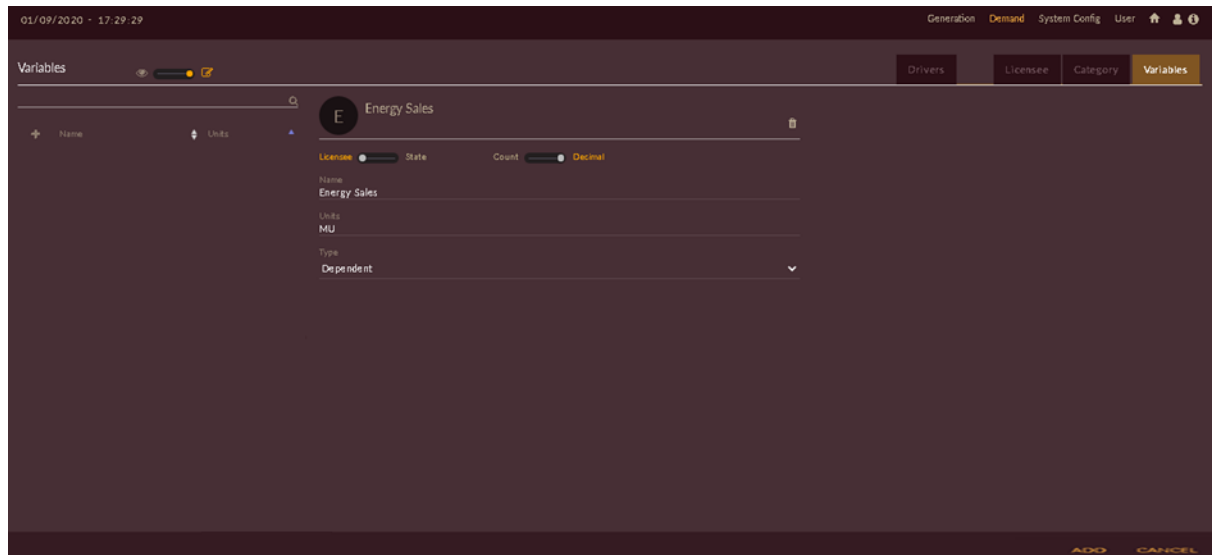 01/09/2020 - 17:29:29 Generation Demand System Config User
Variables Drivers Licensee Category Variables
E Energy Sales
Name Units
Licensee State Count Decimal
Name
Energy Sales
Units
MU
Type
Dependent
ADD CANCEL